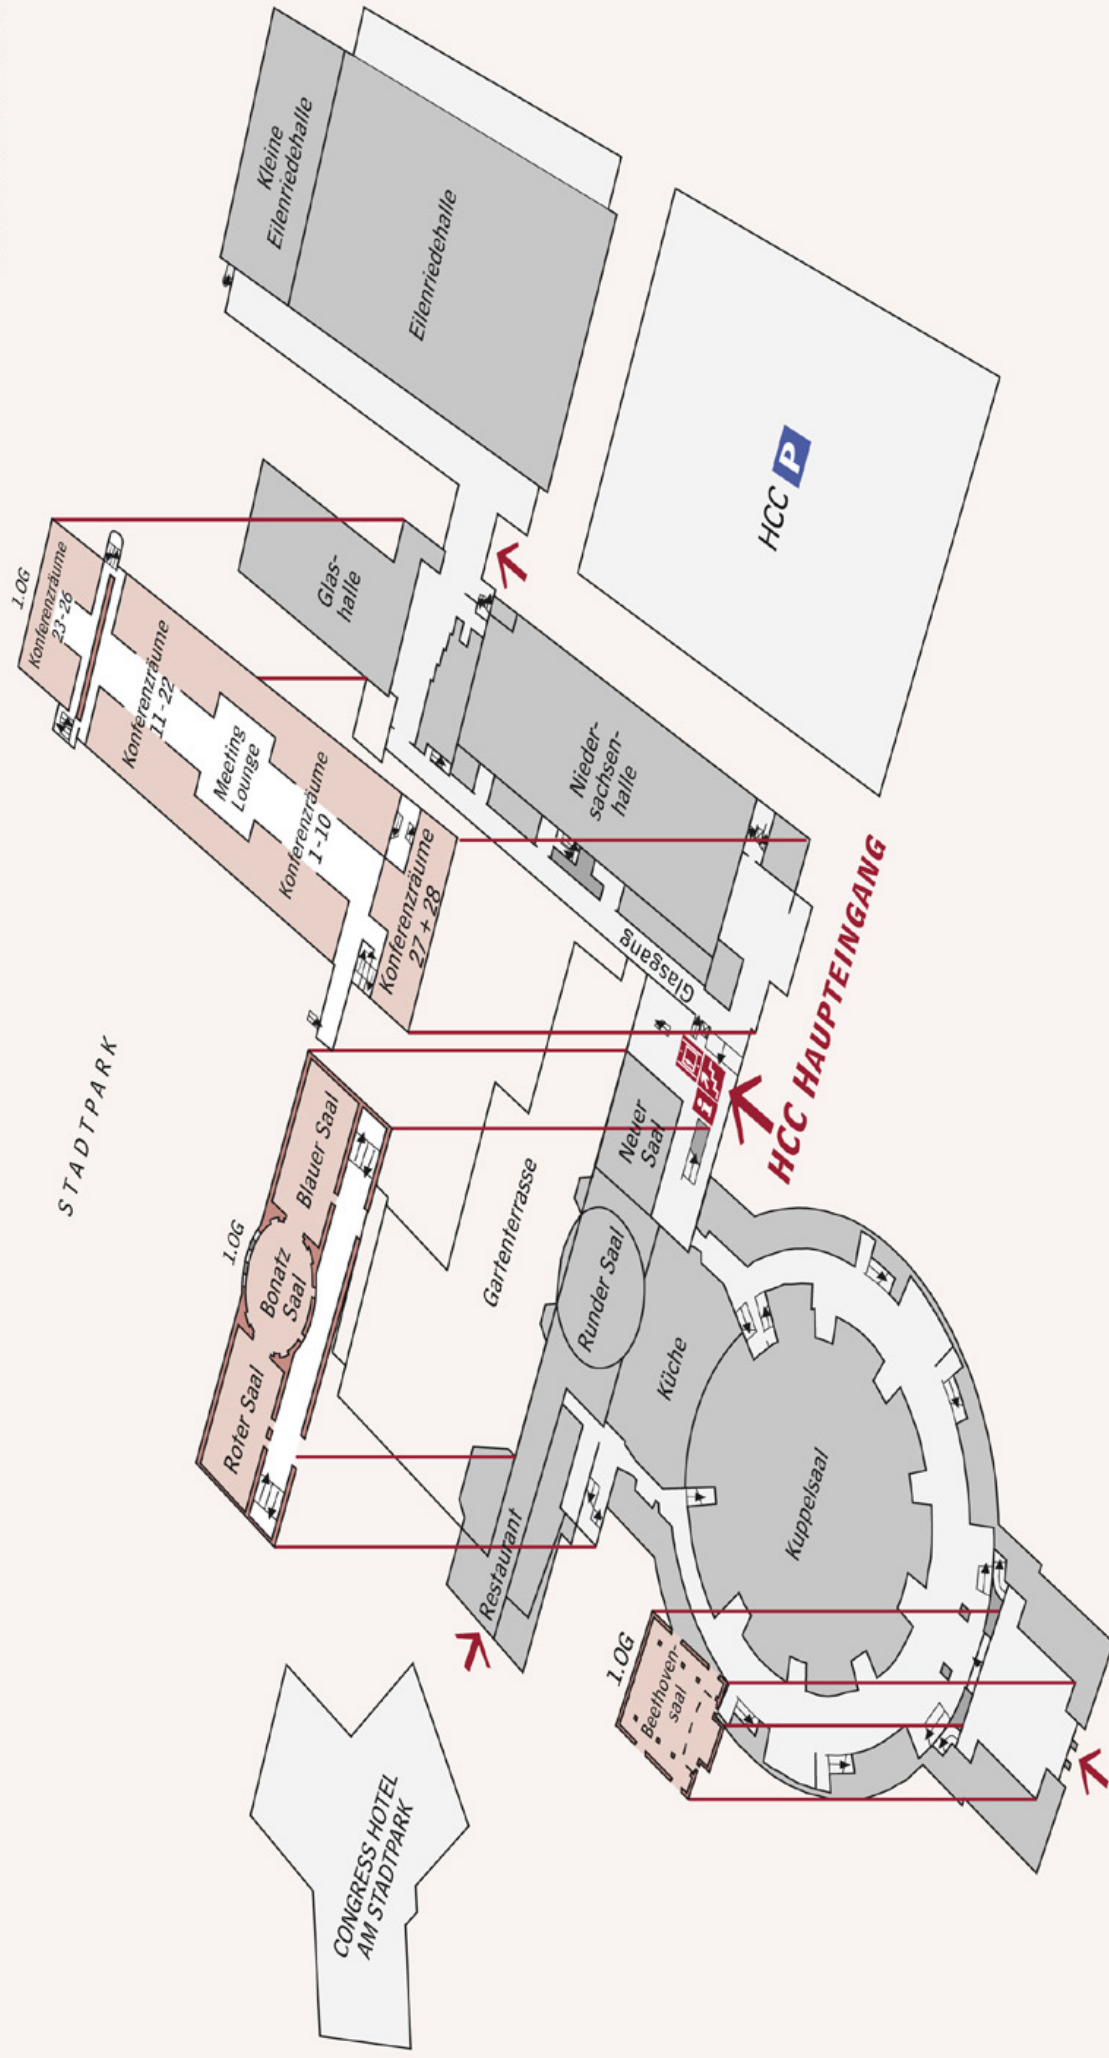 STADTPARK
1.OG
Konferenzräume
23-26
Konferenzräume
11-22
Meeting
Lounge
Konferenzräume
1-10
Konferenzräume
27 + 28
Kleine
Eilenriedehalle
Eilenriedehalle
Glas-
halle
Nieder-
sachsen-
halle
Glasgang
HCC P
HCC HAUPTEINGANG
1.OG
Roter Saal
Bonatz
Saal
Blauer Saal
Gartenterrasse
Neuer
Saal
Runder Saal
Küche
Restaurant
Kuppelsaal
1.OG
Beethoven-
saal
CONGRESS HOTEL
AM STADTPARK